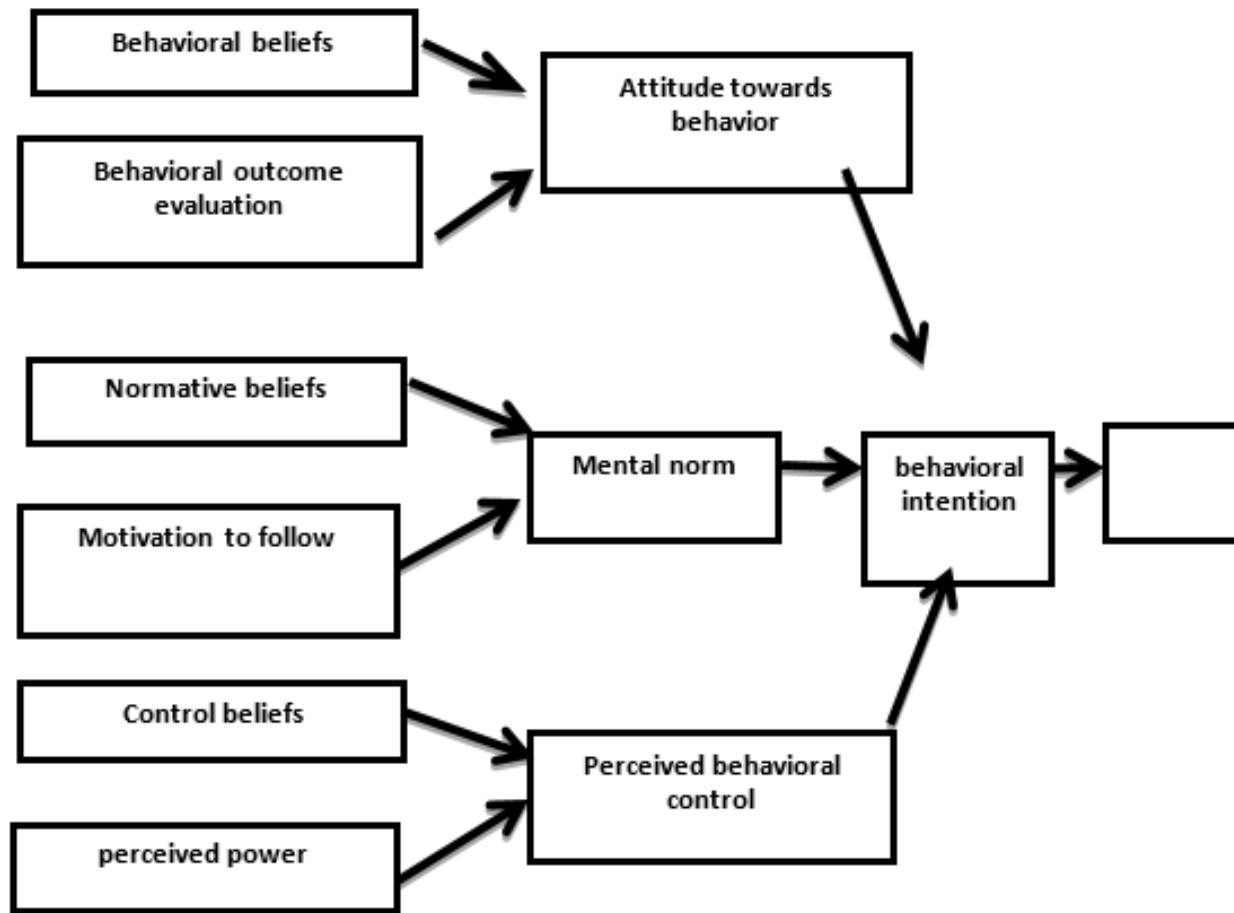 Behavioral beliefs
Attitude towards
behavior
Behavioral outcome
evaluation
Normative beliefs
Mental norm
behavioral
intention
Motivation to follow
Control beliefs
Perceived behavioral
control
perceived power